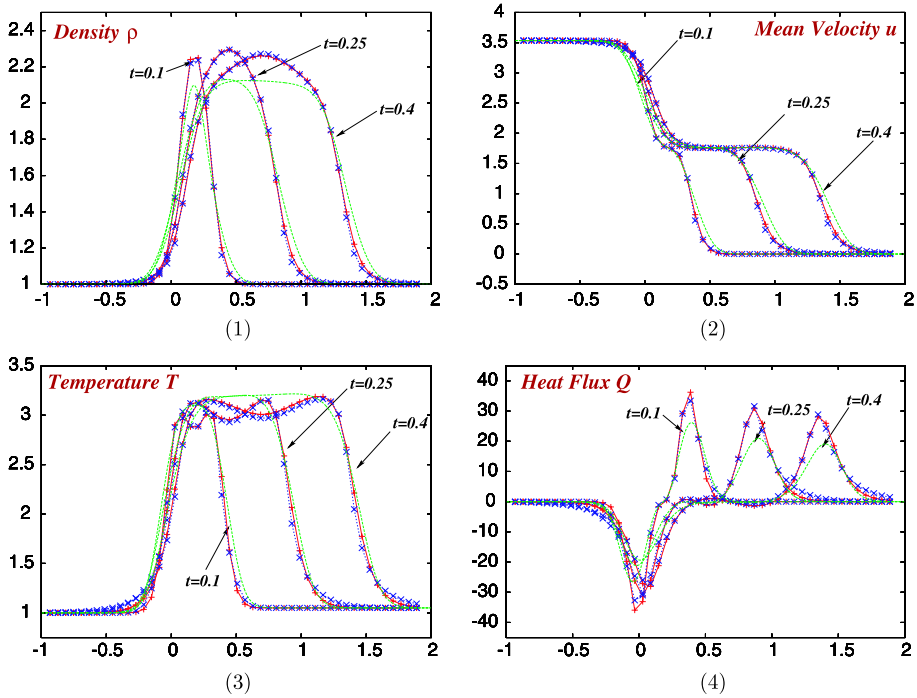 Density ρ
t=0.1
t=0.25
t=0.4
2.4
2.2
2
1.8
1.6
1.4
1.2
1
-1 -0.5 0 0.5 1 1.5 2
(1)
Mean Velocity u
t=0.1
t=0.25
t=0.4
4
3.5
3
2.5
2
1.5
1
0.5
0
-0.5
-1 -0.5 0 0.5 1 1.5 2
(2)
Temperature T
t=0.25
t=0.4
t=0.1
3.5
3
2.5
2
1.5
1
-1 -0.5 0 0.5 1 1.5 2
(3)
Heat Flux Q
t=0.1
t=0.25
t=0.4
40
30
20
10
0
-10
-20
-30
-40
-1 -0.5 0 0.5 1 1.5 2
(4)